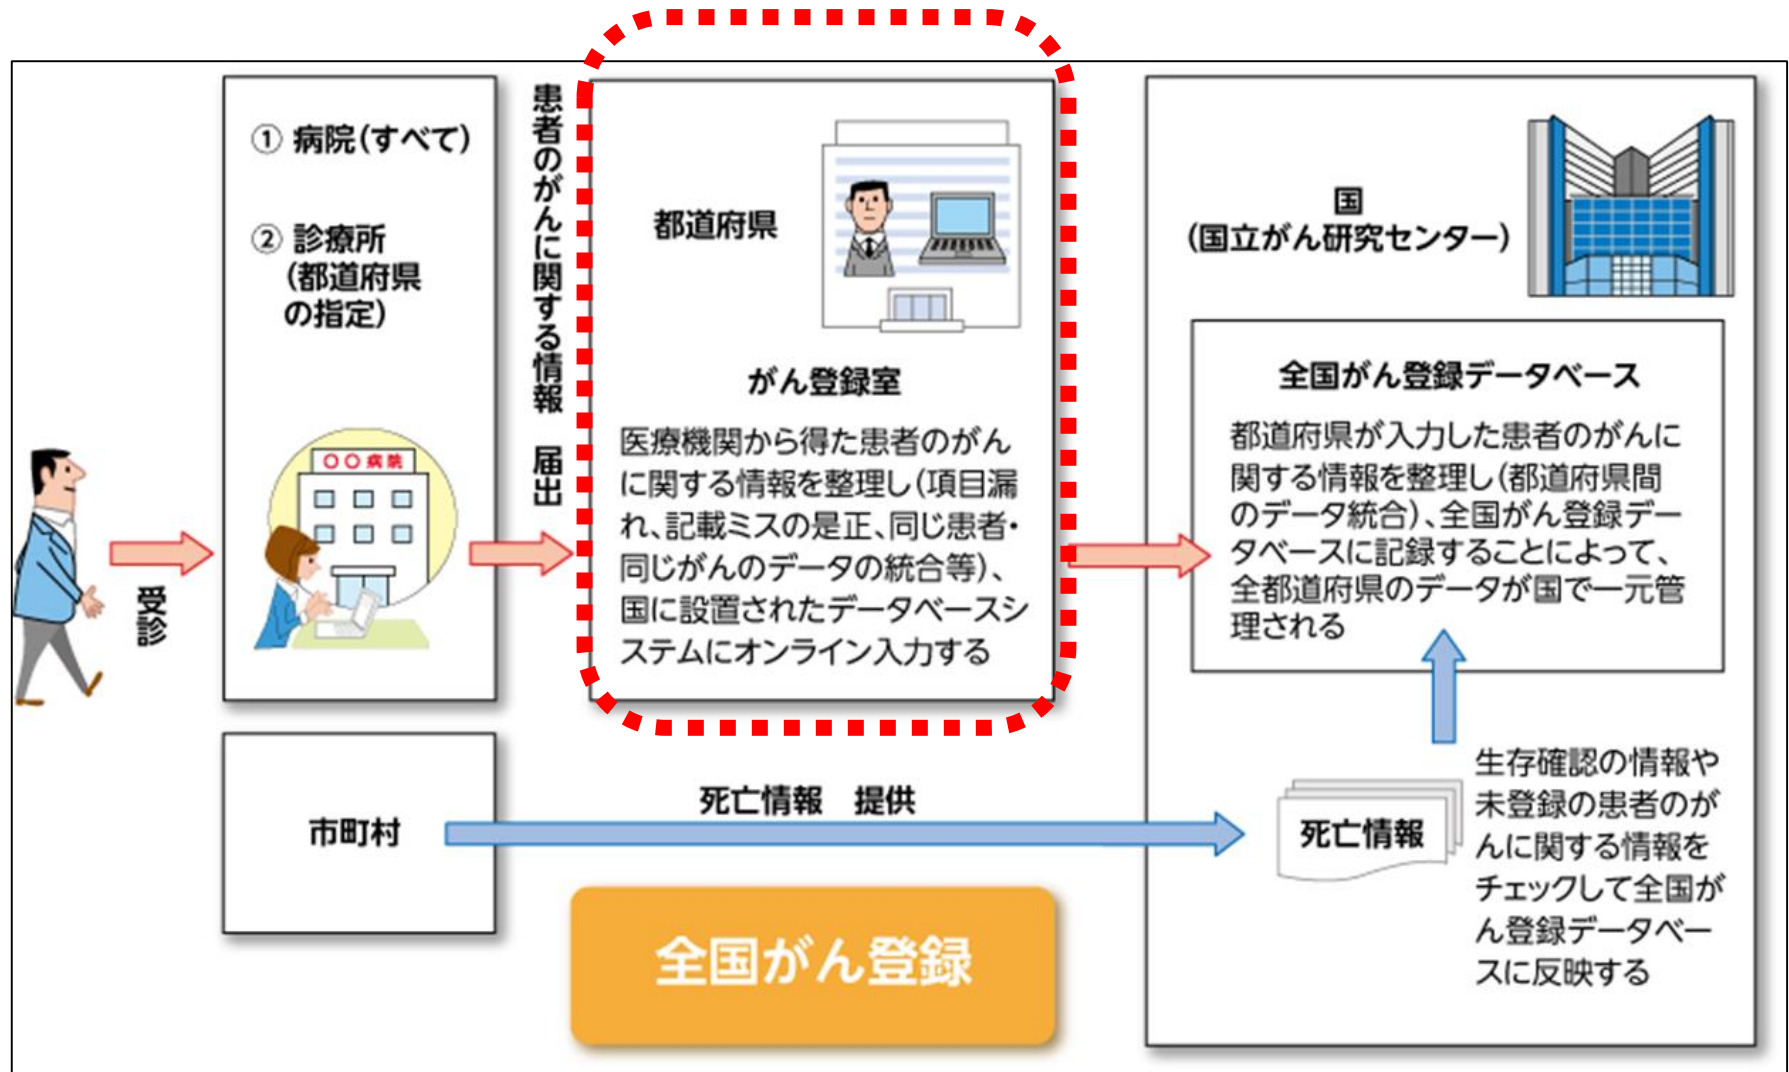 ① 病院(すべて)
② 診療所
(都道府県
の指定)
〇〇病院
受診
患者のがんに関する情報 届出
都道府県
がん登録室
医療機関から得た患者のがん
に関する情報を整理し(項目漏
れ、記載ミスの是正、同じ患者・
同じがんのデータの統合等)、
国に設置されたデータベースシ
ステムにオンライン入力する
国
(国立がん研究センター)
全国がん登録データベース
都道府県が入力した患者のがんに
関する情報を整理し(都道府県間
のデータ統合)、全国がん登録デー
タベースに記録することによって、
全都道府県のデータが国で一元管
理される
市町村
死亡情報 提供
死亡情報
生存確認の情報や
未登録の患者のが
んに関する情報を
チェックして全国が
ん登録データベー
スに反映する
全国がん登録